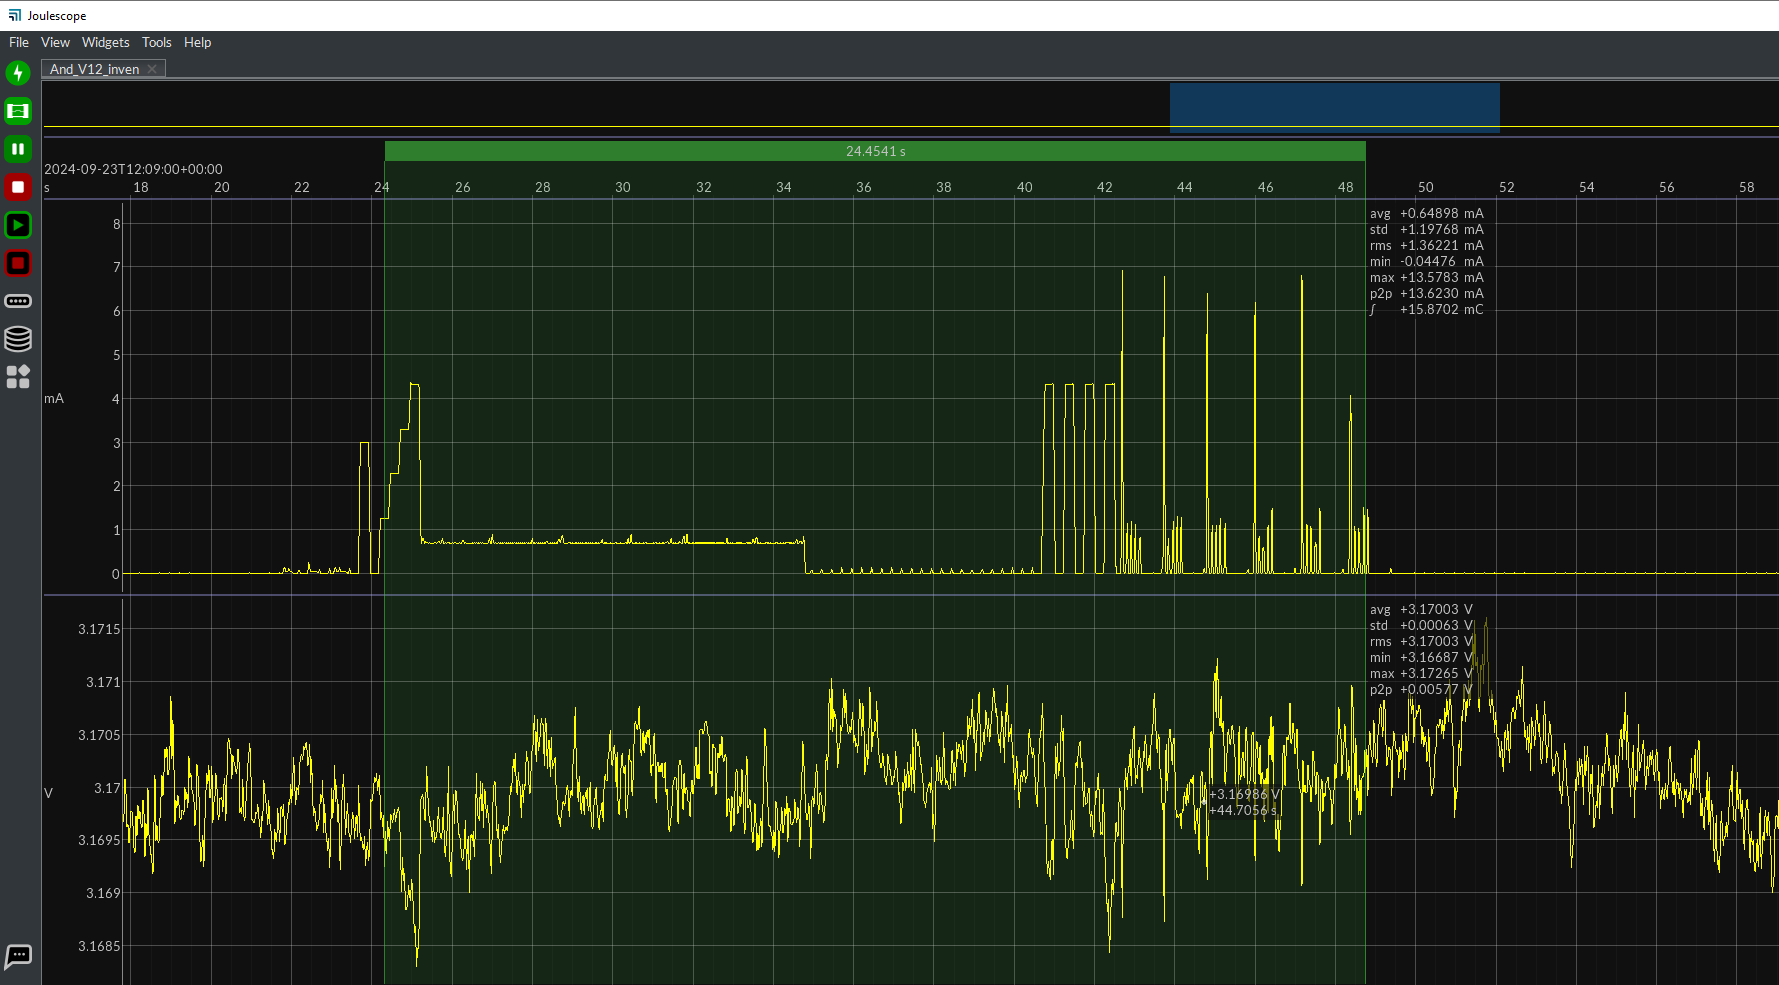 Joulescope
File View Widgets Tools Help
And_V12_inven
24.4541 s
2024-09-23T12:09:00+00:00
s 18 20 22 24 26 28 30 32 34 36 38 40 42 44 46 48 50 52 54 56 58
8
7
6
5
4
3
2
1
0
mA
avg +0.64898 mA
std +1.19768 mA
rms +1.36221 mA
min -0.04476 mA
max +13.5783 mA
p2p +13.6230 mA
∫ +15.8702 mC
3.1715
3.171
3.1705
3.17
3.1695
3.169
3.1685
V
avg +3.17003 V
std +0.00063 V
rms +3.17003 V
min +3.16687 V
max +3.17265 V
p2p +0.00577 V
+3.16986 V
+44.7056 s